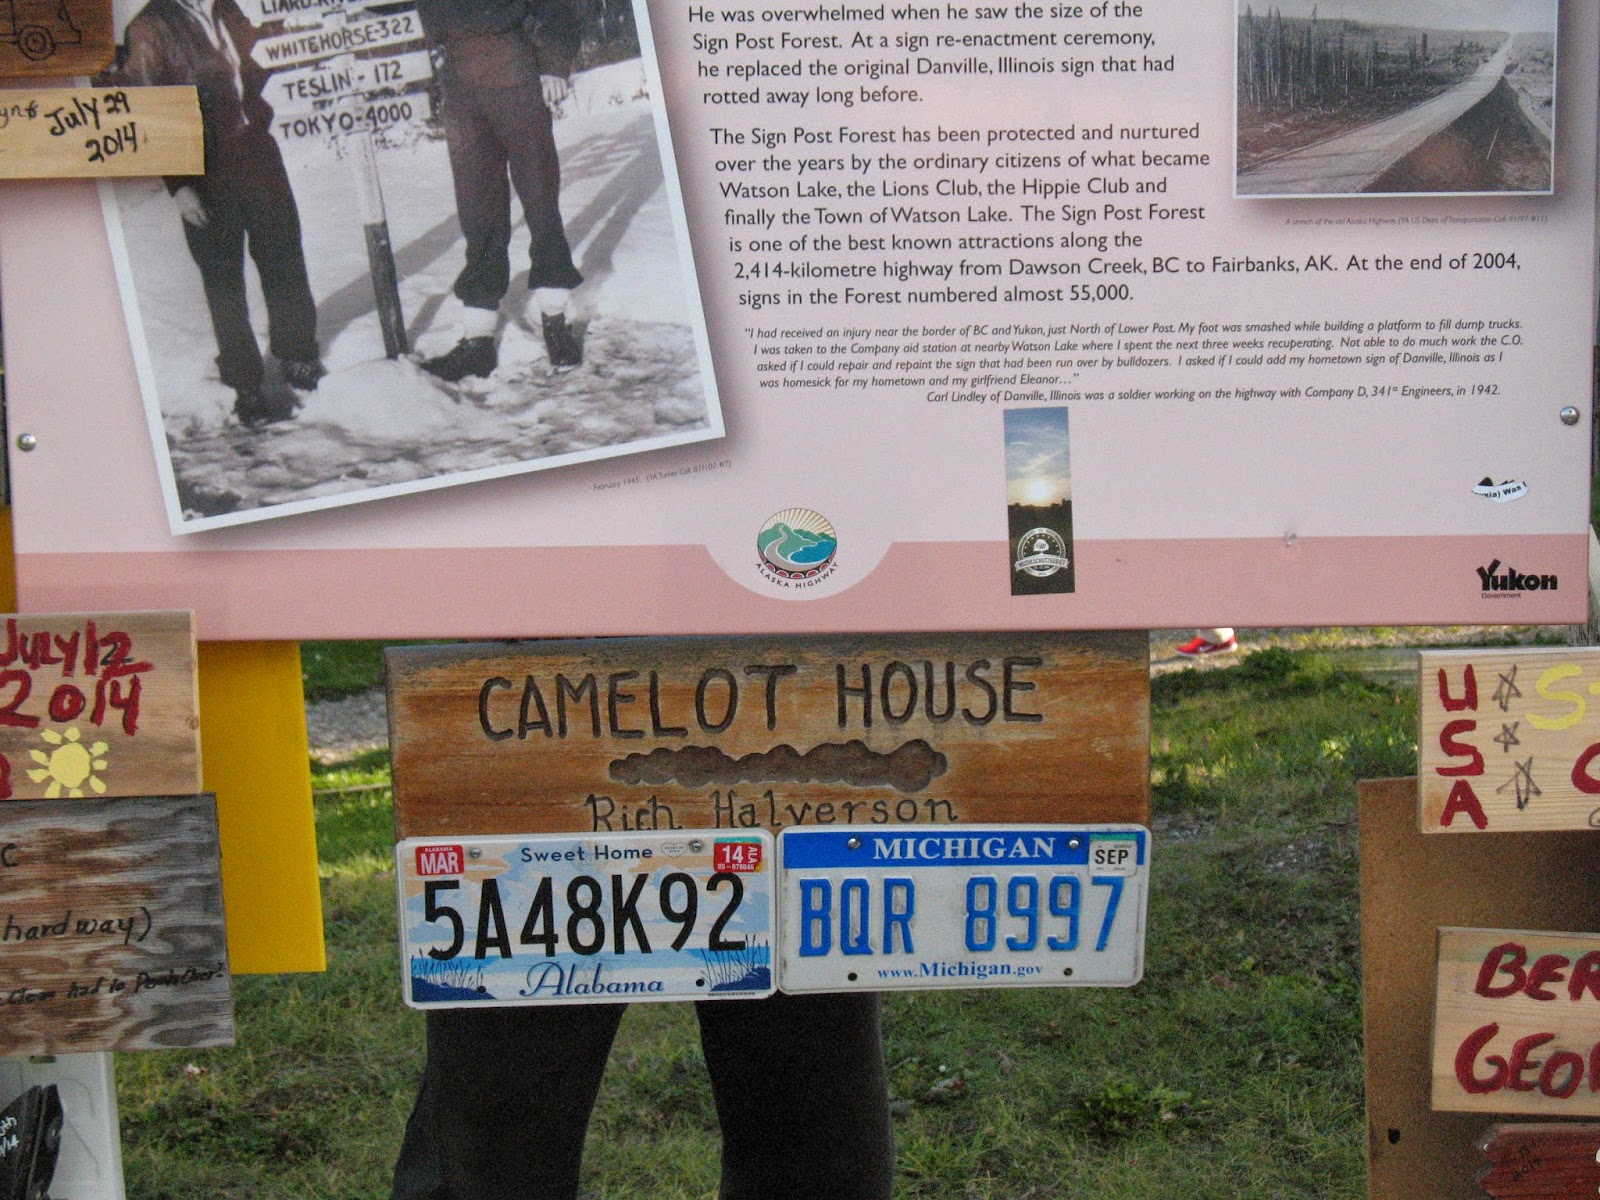 WHITEHORSE-322
TESLIN - 172
TOKYO-4000
July 29
2014
He was overwhelmed when he saw the size of the
Sign Post Forest. At a sign re-enactment ceremony,
he replaced the original Danville, Illinois sign that had
rotted away long before.
The Sign Post Forest has been protected and nurtured
over the years by the ordinary citizens of what became
Watson Lake, the Lions Club, the Hippie Club and
finally the Town of Watson Lake. The Sign Post Forest
is one of the best known attractions along the
2,414-kilometre highway from Dawson Creek, BC to Fairbanks, AK. At the end of 2004,
signs in the Forest numbered almost 55,000.
"I had received an injury near the border of BC and Yukon, just North of Lower Post. My foot was smashed while building a platform to fill dump trucks.
I was taken to the Company aid station at nearby Watson Lake where I spent the next three weeks recuperating. Not able to do much work the C.O.
asked if I could repair and repaint the sign that had been run over by bulldozers. I asked if I could add my hometown sign of Danville, Illinois as I
was homesick for my hometown and my girlfriend Eleanor..."
Carl Lindley of Danville, Illinois was a soldier working on the highway with Company D, 341st Engineers, in 1942.
February 1945.
ALASKA HIGHWAY
Was
Yukon
Government
JULY 12
2014
CAMELOT HOUSE
Rich Halverson
ALABAMA
MAR
Sweet Home
14
ALA
5A48K92
Alabama
MICHIGAN
SEP
BQR 8997
www.Michigan.gov
USA
C
hard way)
BER
GEO